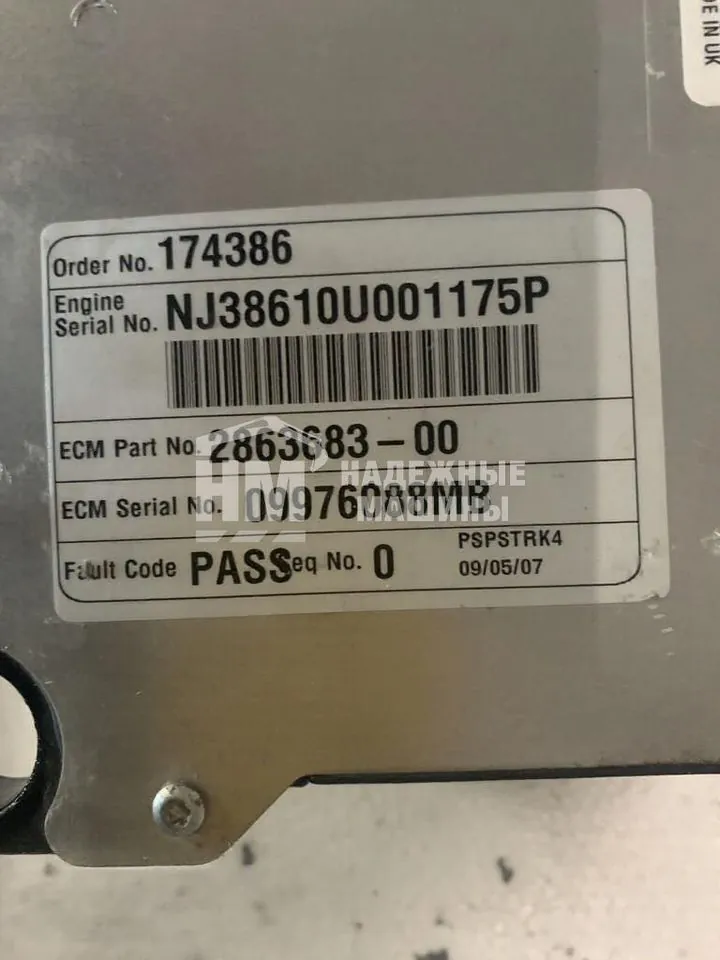 DE IN UK
Order No. 174386
Engine
Serial No. NJ38610U001175P
ECM Part No. 2863683-00
НМ НАДЕЖНЫЕ
МАШИНЫ
ECM Serial No. 09976088MB
Fault Code PASS Seq No. 0 PSPSTRK4
09/05/07